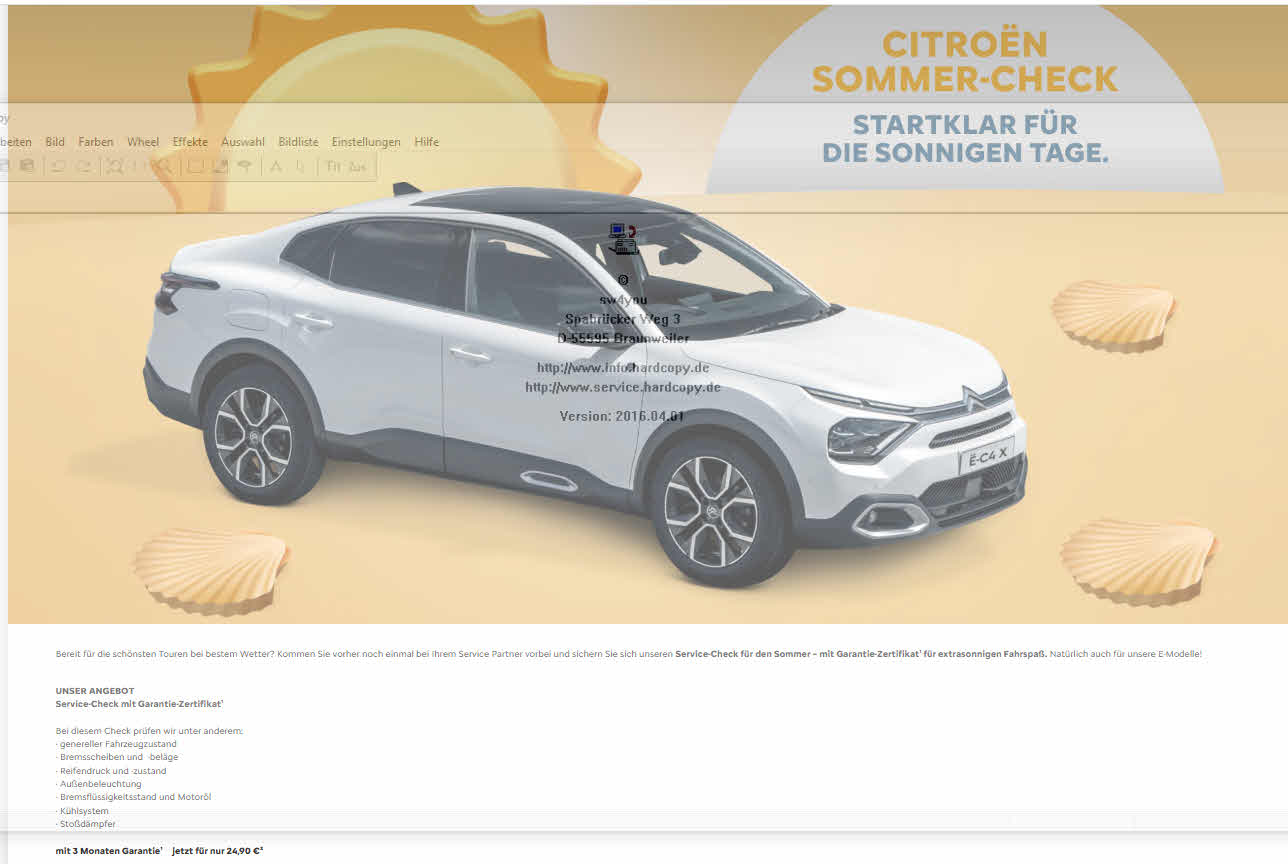 CITROËN
SOMMER-CHECK
STARTKLAR FÜR
DIE SONNIGEN TAGE.
Bild Farben Wheel Effekte Auswahl Bildliste Einstellungen Hilfe
©
sw4you
Spabrücker Weg 3
D-55595 Braunweiler
http://www.info.hardcopy.de
http://www.service.hardcopy.de
Version: 2016.04.01
Ë-C4 X
Bereit für die schönsten Touren bei bestem Wetter? Kommen Sie vorher noch einmal bei Ihrem Service Partner vorbei und sichern Sie sich unseren Service-Check für den Sommer – mit Garantie-Zertifikat¹ für extrasonnigen Fahrspaß. Natürlich auch für unsere E-Modelle!
UNSER ANGEBOT
Service-Check mit Garantie-Zertifikat¹
Bei diesem Check prüfen wir unter anderem:
· genereller Fahrzeugzustand
· Bremsscheiben und -beläge
· Reifendruck und -zustand
· Außenbeleuchtung
· Bremsflüssigkeitsstand und Motoröl
· Kühlsystem
· Stoßdämpfer
mit 3 Monaten Garantie¹ jetzt für nur 24,90 €²